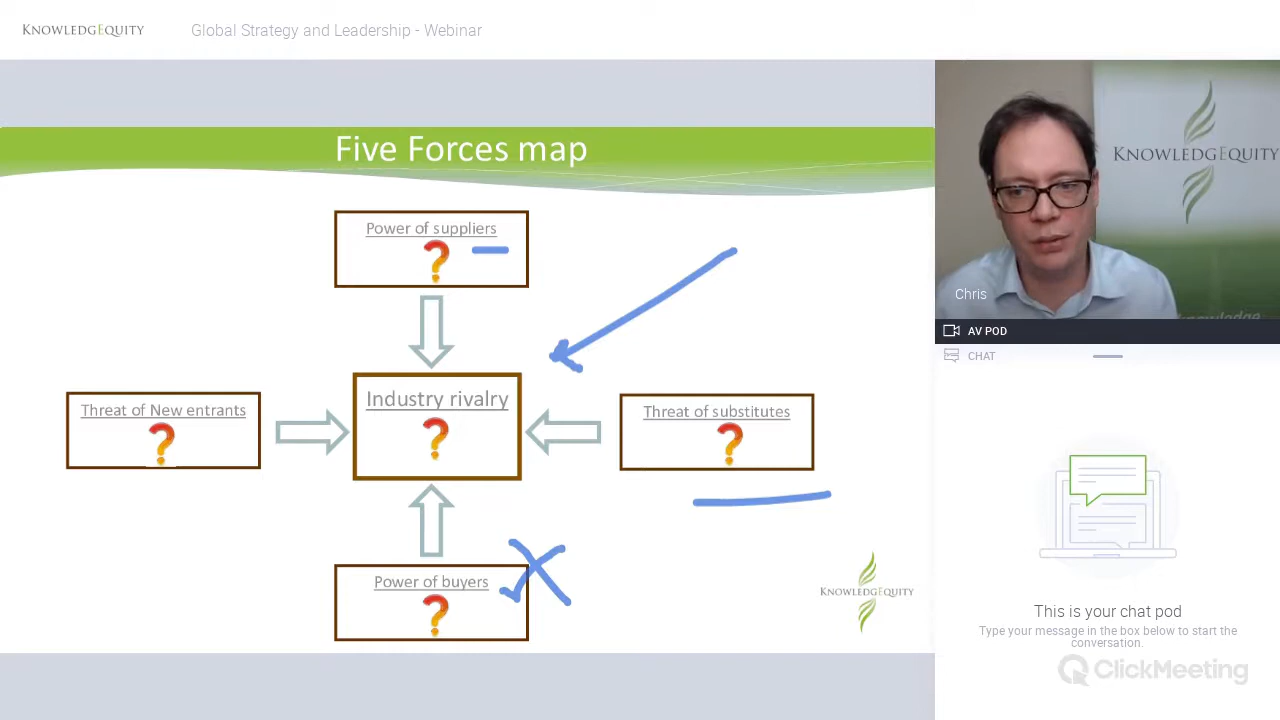 KNOWLEDGEQUITY
Global Strategy and Leadership - Webinar
Five Forces map
Power of suppliers
?
Threat of New entrants
?
Industry rivalry
?
Threat of substitutes
?
Power of buyers
?
KNOWLEDGEQUITY
KNOWLEDGEQUITY
knowledge
Chris
AV POD
CHAT
This is your chat pod
Type your message in the box below to start the
conversation.
ClickMeeting